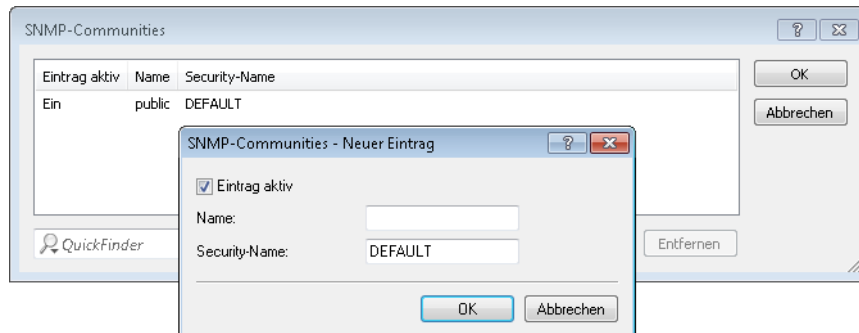 SNMP-Communities
Eintrag aktiv Name Security-Name
Ein public DEFAULT
OK
Abbrechen
QuickFinder
Entfernen
SNMP-Communities - Neuer Eintrag
Eintrag aktiv
Name:
Security-Name: DEFAULT
OK Abbrechen